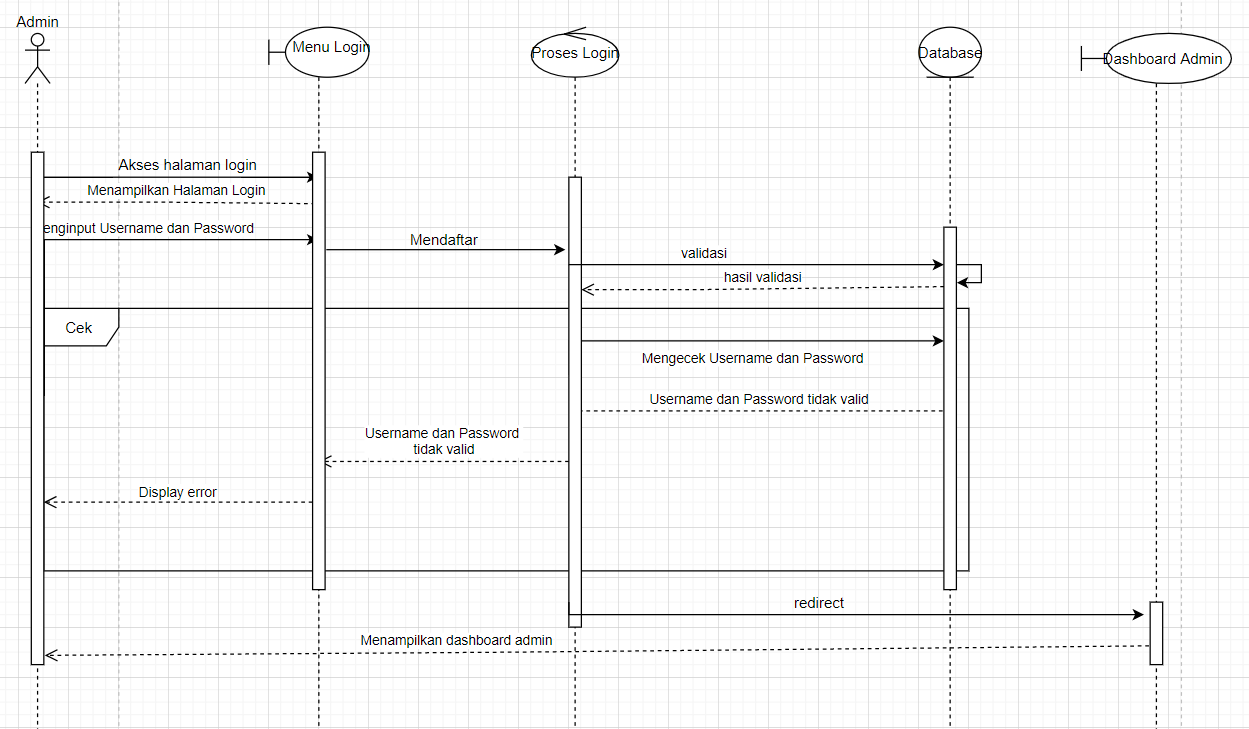 Admin
Menu Login
Proses Login
Database
Dashboard Admin
Akses halaman login
Menampilkan Halaman Login
enginput Username dan Password
Mendaftar
validasi
hasil validasi
Cek
Mengecek Username dan Password
Username dan Password tidak valid
Username dan Password
tidak valid
Display error
redirect
Menampilkan dashboard admin